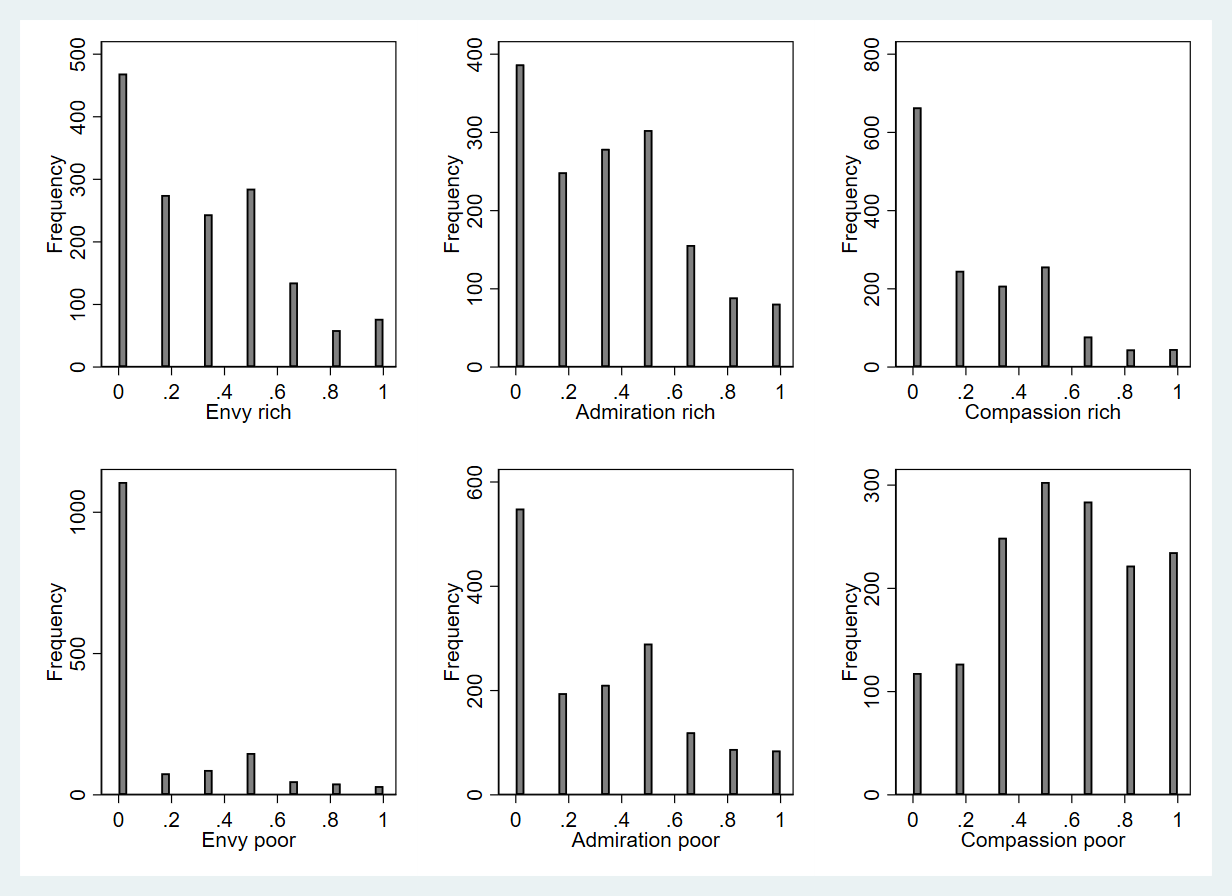 Frequency
0 100 200 300 400 500
0 .2 .4 .6 .8 1
Envy rich
Frequency
0 100 200 300 400
0 .2 .4 .6 .8 1
Admiration rich
Frequency
0 200 400 600 800
0 .2 .4 .6 .8 1
Compassion rich
Frequency
0 500 1000
0 .2 .4 .6 .8 1
Envy poor
Frequency
0 200 400 600
0 .2 .4 .6 .8 1
Admiration poor
Frequency
0 100 200 300
0 .2 .4 .6 .8 1
Compassion poor